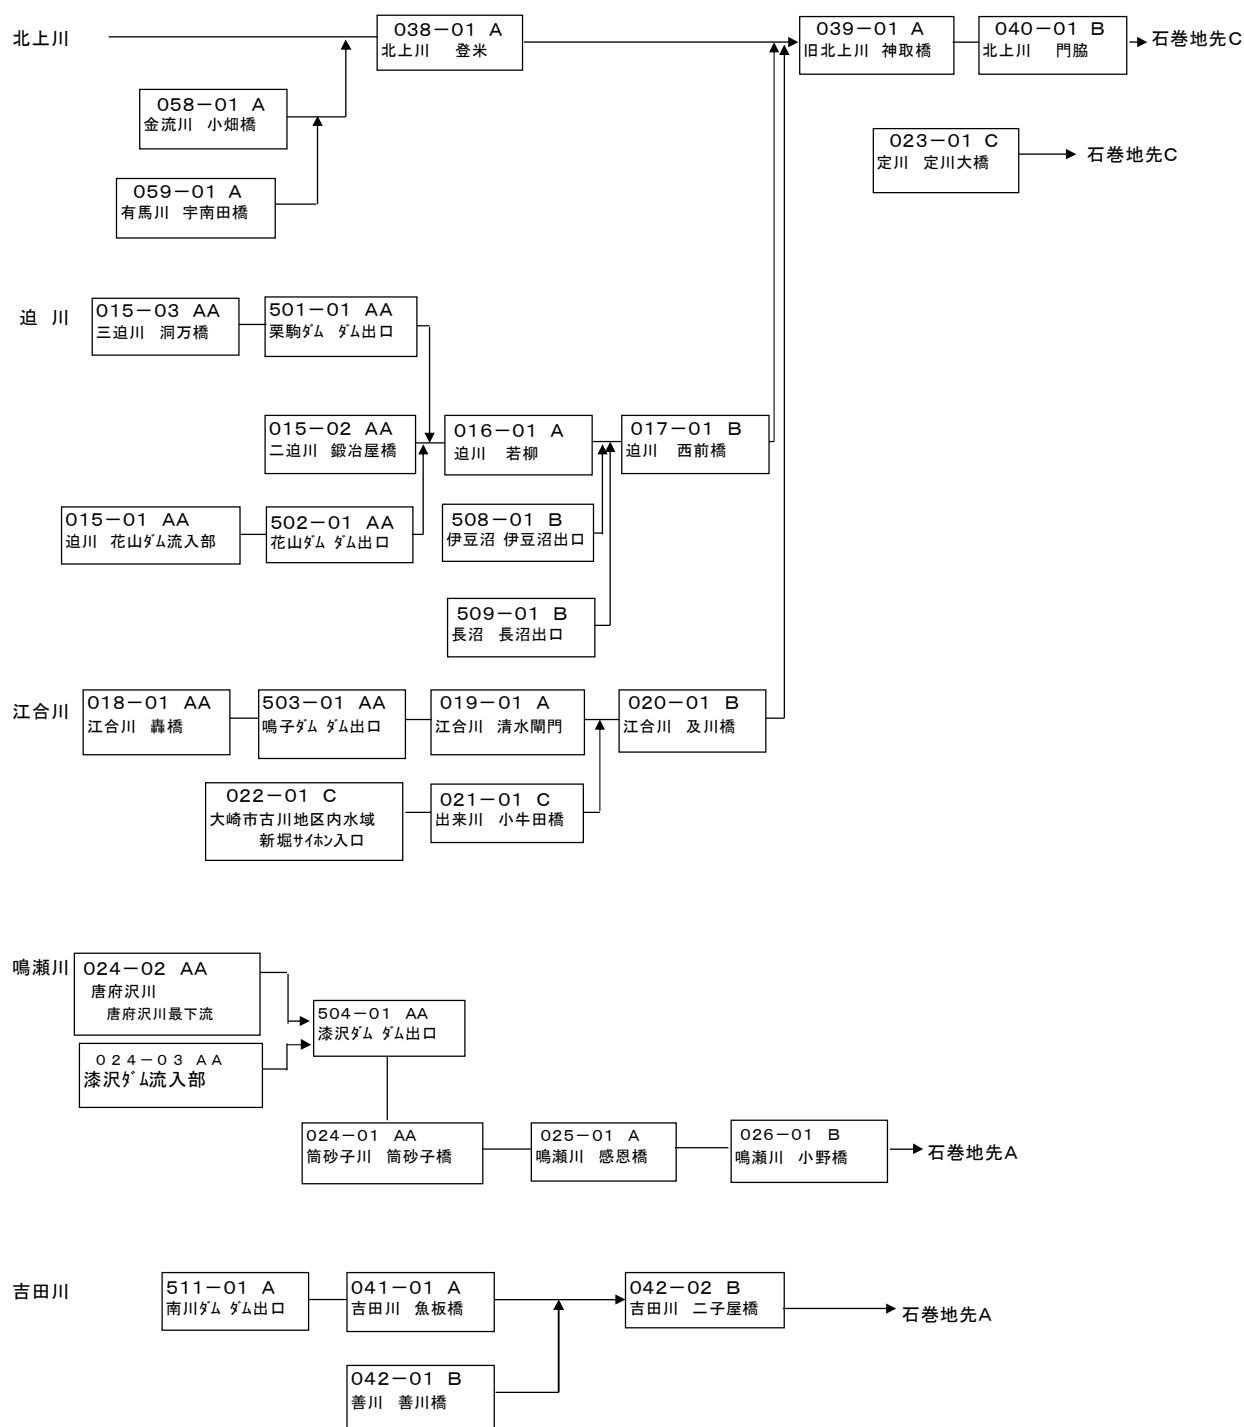 北上川
038－01 A
北上川　登米
039－01 A
旧北上川 神取橋
040－01 B
北上川　門脇
石巻地先C
058－01 A
金流川 小畑橋
023－01 C
定川 定川大橋
石巻地先C
059－01 A
有馬川 宇南田橋
迫 川
015－03 AA
三迫川 洞万橋
501－01 AA
栗駒ﾀﾞﾑ ﾀﾞﾑ出口
015－02 AA
二迫川 鍛冶屋橋
016－01 A
迫川 若柳
017－01 B
迫川 西前橋
015－01 AA
迫川 花山ﾀﾞﾑ流入部
502－01 AA
花山ﾀﾞﾑ ﾀﾞﾑ出口
508－01 B
伊豆沼 伊豆沼出口
509－01 B
長沼 長沼出口
江合川
018－01 AA
江合川 轟橋
503－01 AA
鳴子ﾀﾞﾑ ﾀﾞﾑ出口
019－01 A
江合川 清水閘門
020－01 B
江合川 及川橋
022－01 C
大崎市古川地区内水域
新堀ｻｲﾎﾝ入口
021－01 C
出来川 小牛田橋
鳴瀬川
024－02 AA
唐府沢川
唐府沢川最下流
504－01 AA
漆沢ﾀﾞﾑ ﾀﾞﾑ出口
024－03 AA
漆沢ﾀﾞﾑ流入部
024－01 AA
筒砂子川 筒砂子橋
025－01 A
鳴瀬川 感恩橋
026－01 B
鳴瀬川 小野橋
石巻地先A
吉田川
511－01 A
南川ﾀﾞﾑ ﾀﾞﾑ出口
041－01 A
吉田川 魚板橋
042－02 B
吉田川 二子屋橋
石巻地先A
042－01 B
善川 善川橋